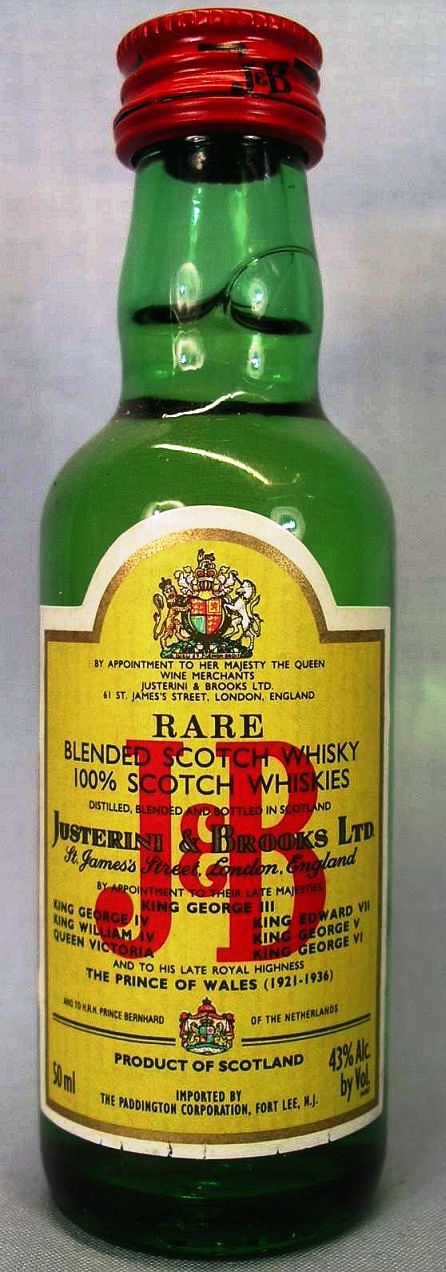 J&B
BY APPOINTMENT TO HER MAJESTY THE QUEEN
WINE MERCHANTS
JUSTERINI & BROOKS LTD.
61 ST. JAMES'S STREET, LONDON, ENGLAND
RARE
BLENDED SCOTCH WHISKY
100% SCOTCH WHISKIES
DISTILLED, BLENDED AND BOTTLED IN SCOTLAND
J&B
JUSTERINI & BROOKS LTD
St. James's Street, London, England
BY APPOINTMENT TO THEIR LATE MAJESTIES
KING GEORGE III
KING GEORGE IV KING EDWARD VII
KING WILLIAM IV KING GEORGE V
QUEEN VICTORIA KING GEORGE VI
AND TO HIS LATE ROYAL HIGHNESS
THE PRINCE OF WALES (1921-1936)
AND TO H.R.H. PRINCE BERNHARD OF THE NETHERLANDS
PRODUCT OF SCOTLAND
50 ml 43% Alc. by Vol.
IMPORTED BY
THE PADDINGTON CORPORATION, FORT LEE, N.J.